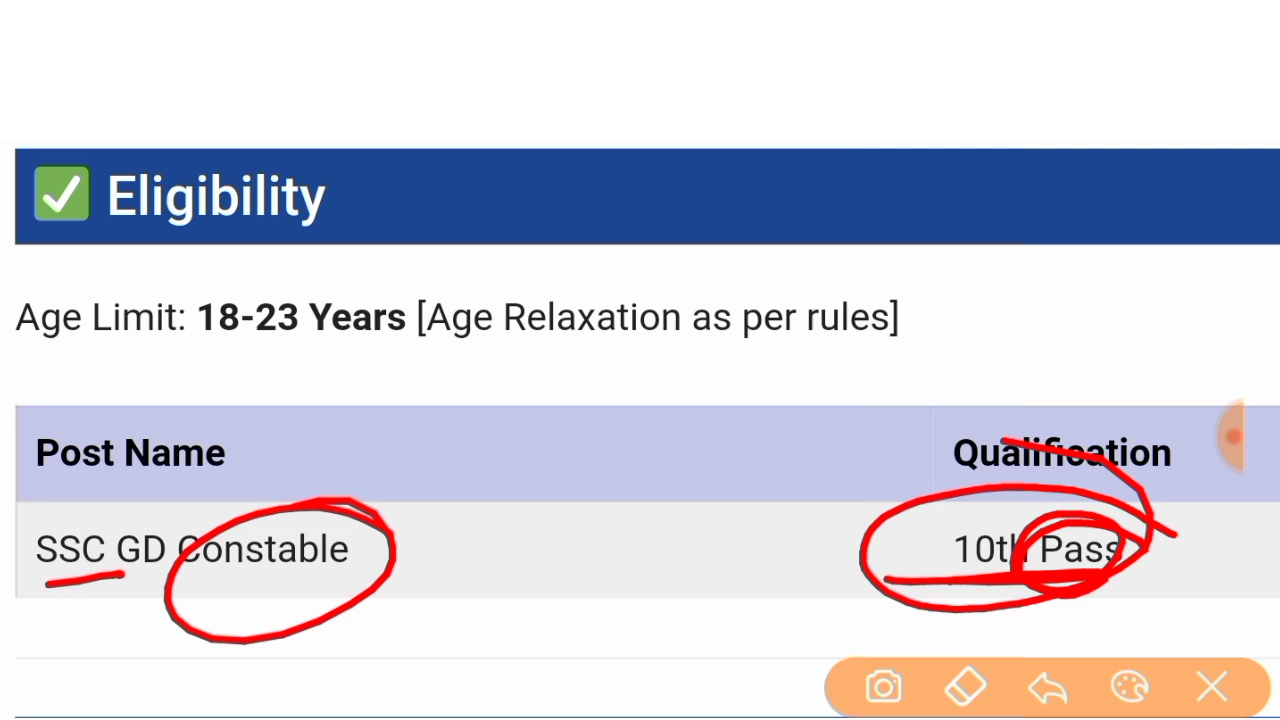 ✅ Eligibility
Age Limit: 18-23 Years [Age Relaxation as per rules]
Post Name Qualification
SSC GD Constable 10th Pass